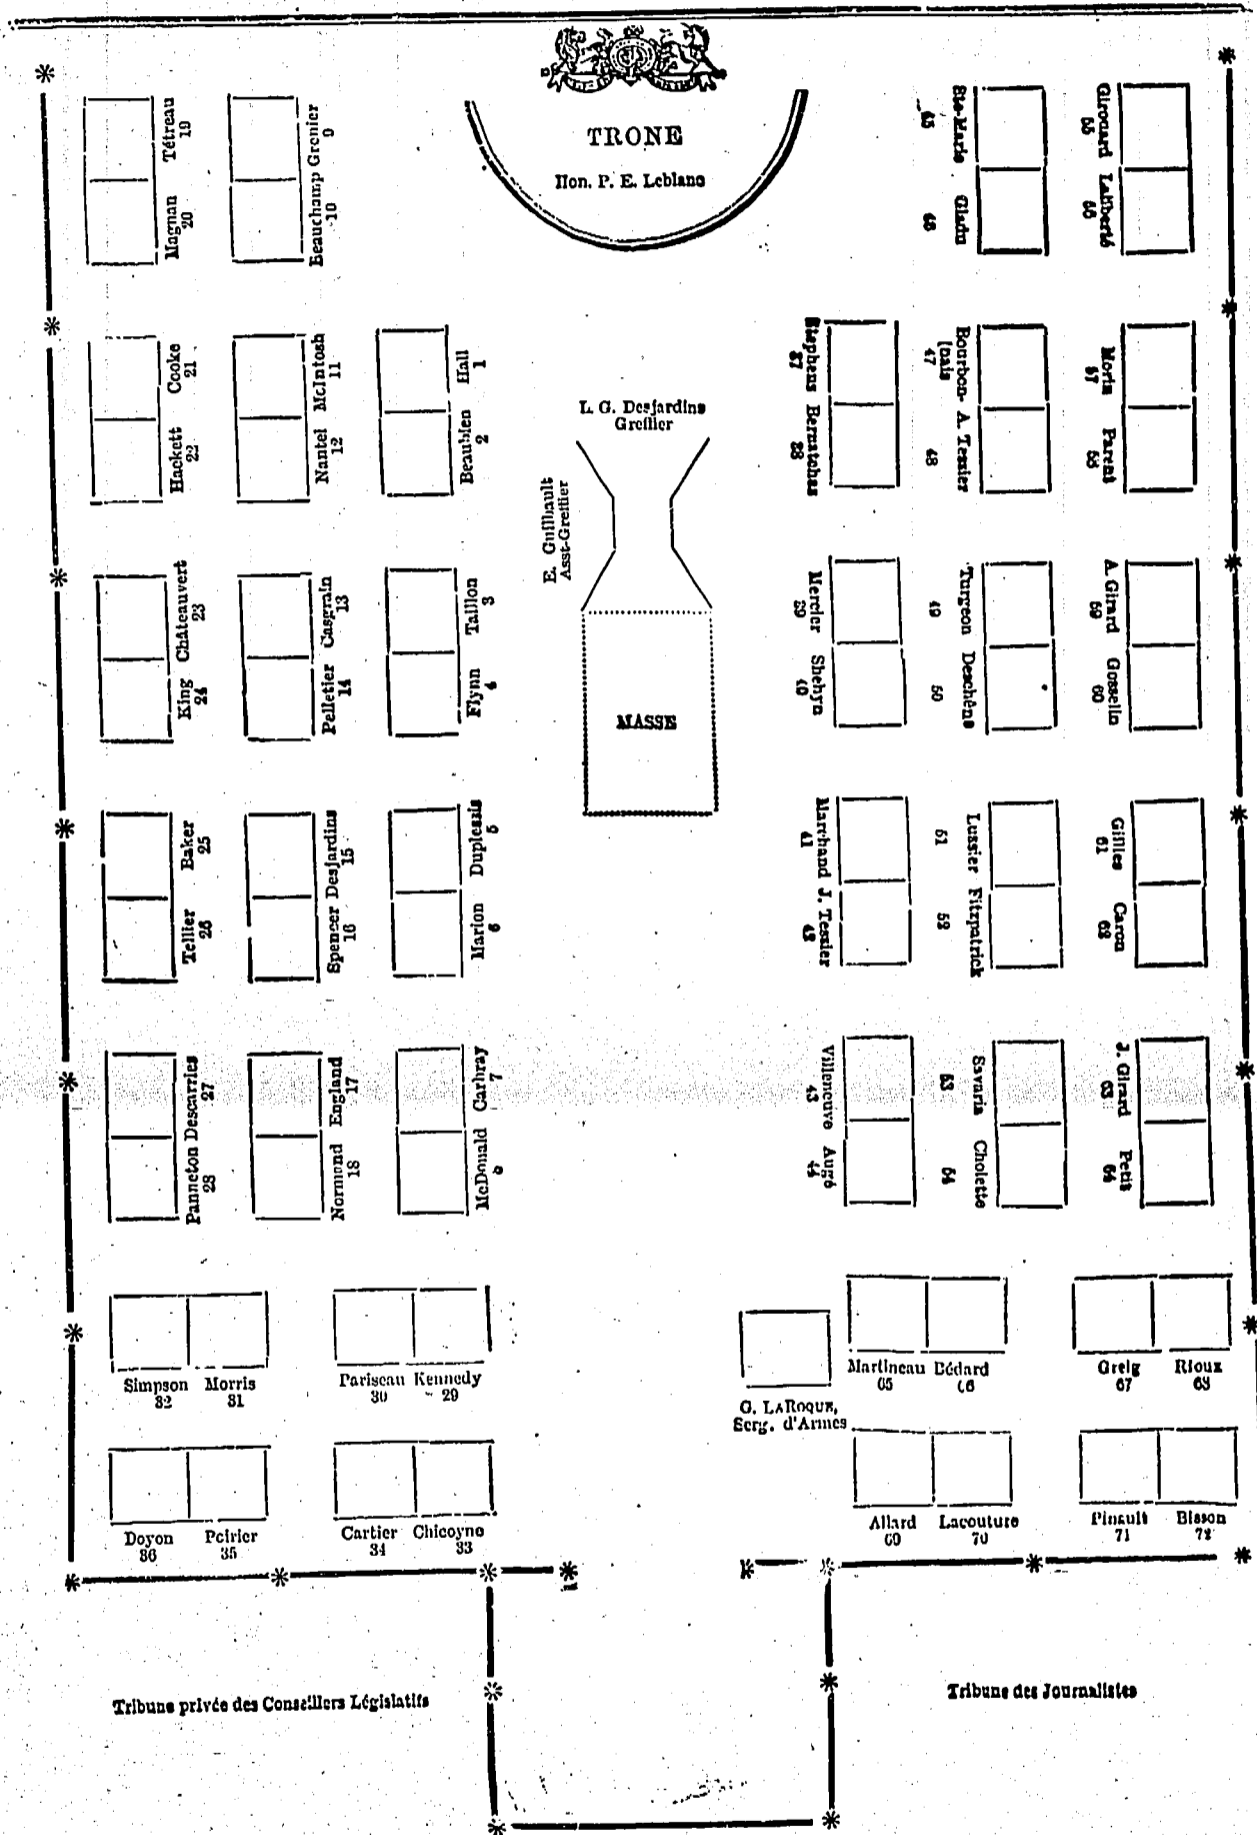 TRONE
Hon. P. E. Leblanc
Tétreau
19
Magnan
20
Grenier
9
Beauchamp
10
Ste-Marie
45
Gladu
46
Girouard
55
Laliberté
56
Cooke
21
Hackett
22
McIntosh
11
Nantel
12
Hall
1
Beaubien
2
L. G. Desjardins
Greffier
E. Guilbault
Asst-Greffier
Stephens
37
Bernatchez
38
Bourbon-
[nais
47
A. Tessier
48
Morin
57
Parent
58
Châteauvert
23
King
24
Casgrain
13
Pelletier
14
Taillon
3
Flynn
4
MASSE
Mercier
39
Shehyn
40
Turgeon
49
Deschêne
50
A. Girard
59
Gosselin
60
Baker
25
Tellier
26
Desjardins
15
Spencer
16
Duplessis
5
Marion
6
Marchand
41
J. Tessier
42
Lussier
51
Fitzpatrick
52
Gillies
61
Caron
62
Descarries
27
Panneton
28
England
17
Normand
18
Carbray
7
McDonald
8
Villeneuve
43
Augé
44
Savaria
53
Cholette
54
J. Girard
63
Petit
64
Simpson
32
Morris
31
Pariseau
30
Kennedy
29
G. LAROQUE,
Serg. d'Armes
Martineau
65
Bédard
66
Greig
67
Rioux
68
Doyon
36
Poirier
35
Cartier
34
Chicoyne
33
Allard
69
Lacouture
70
Pinault
71
Bisson
72
Tribune privée des Conseillers Législatifs
Tribune des Journalistes